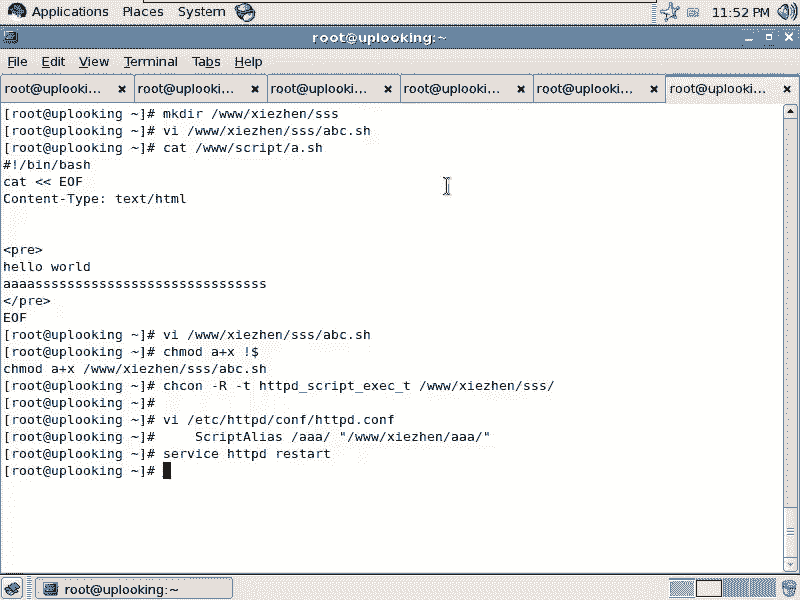 Applications Places System 11:52 PM
root@uplooking:~
File Edit View Terminal Tabs Help
root@uplooki... root@uplooki... root@uplooki... root@uplooki... root@uplooki... root@uplooki...
[root@uplooking ~]# mkdir /www/xiezhen/sss
[root@uplooking ~]# vi /www/xiezhen/sss/abc.sh
[root@uplooking ~]# cat /www/script/a.sh
#!/bin/bash
cat << EOF
Content-Type: text/html
<pre>
hello world
aaaasssssssssssssssssssssssssssss
</pre>
EOF
[root@uplooking ~]# vi /www/xiezhen/sss/abc.sh
[root@uplooking ~]# chmod a+x !$
chmod a+x /www/xiezhen/sss/abc.sh
[root@uplooking ~]# chcon -R -t httpd_script_exec_t /www/xiezhen/sss/
[root@uplooking ~]#
[root@uplooking ~]# vi /etc/httpd/conf/httpd.conf
[root@uplooking ~]#     ScriptAlias /aaa/ "/www/xiezhen/aaa/"
[root@uplooking ~]# service httpd restart
[root@uplooking ~]#
root@uplooking:~